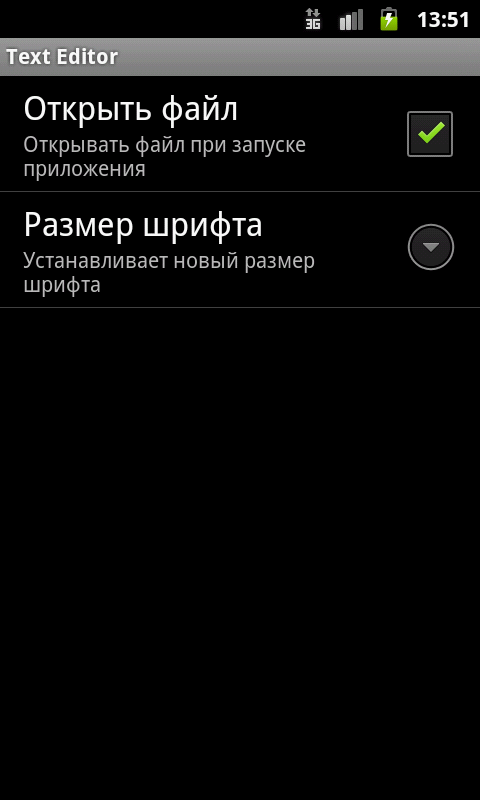 3G 13:51
Text Editor
Открыть файл
Открывать файл при запуске
приложения
Размер шрифта
Устанавливает новый размер
шрифта